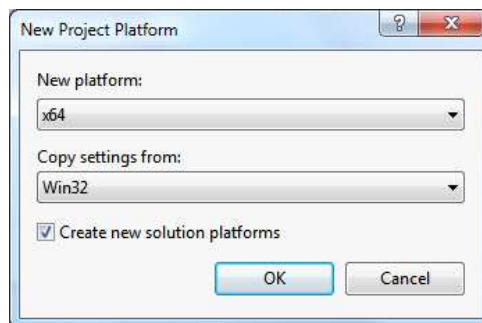 New Project Platform
New platform:
x64
Copy settings from:
Win32
Create new solution platforms
OK
Cancel